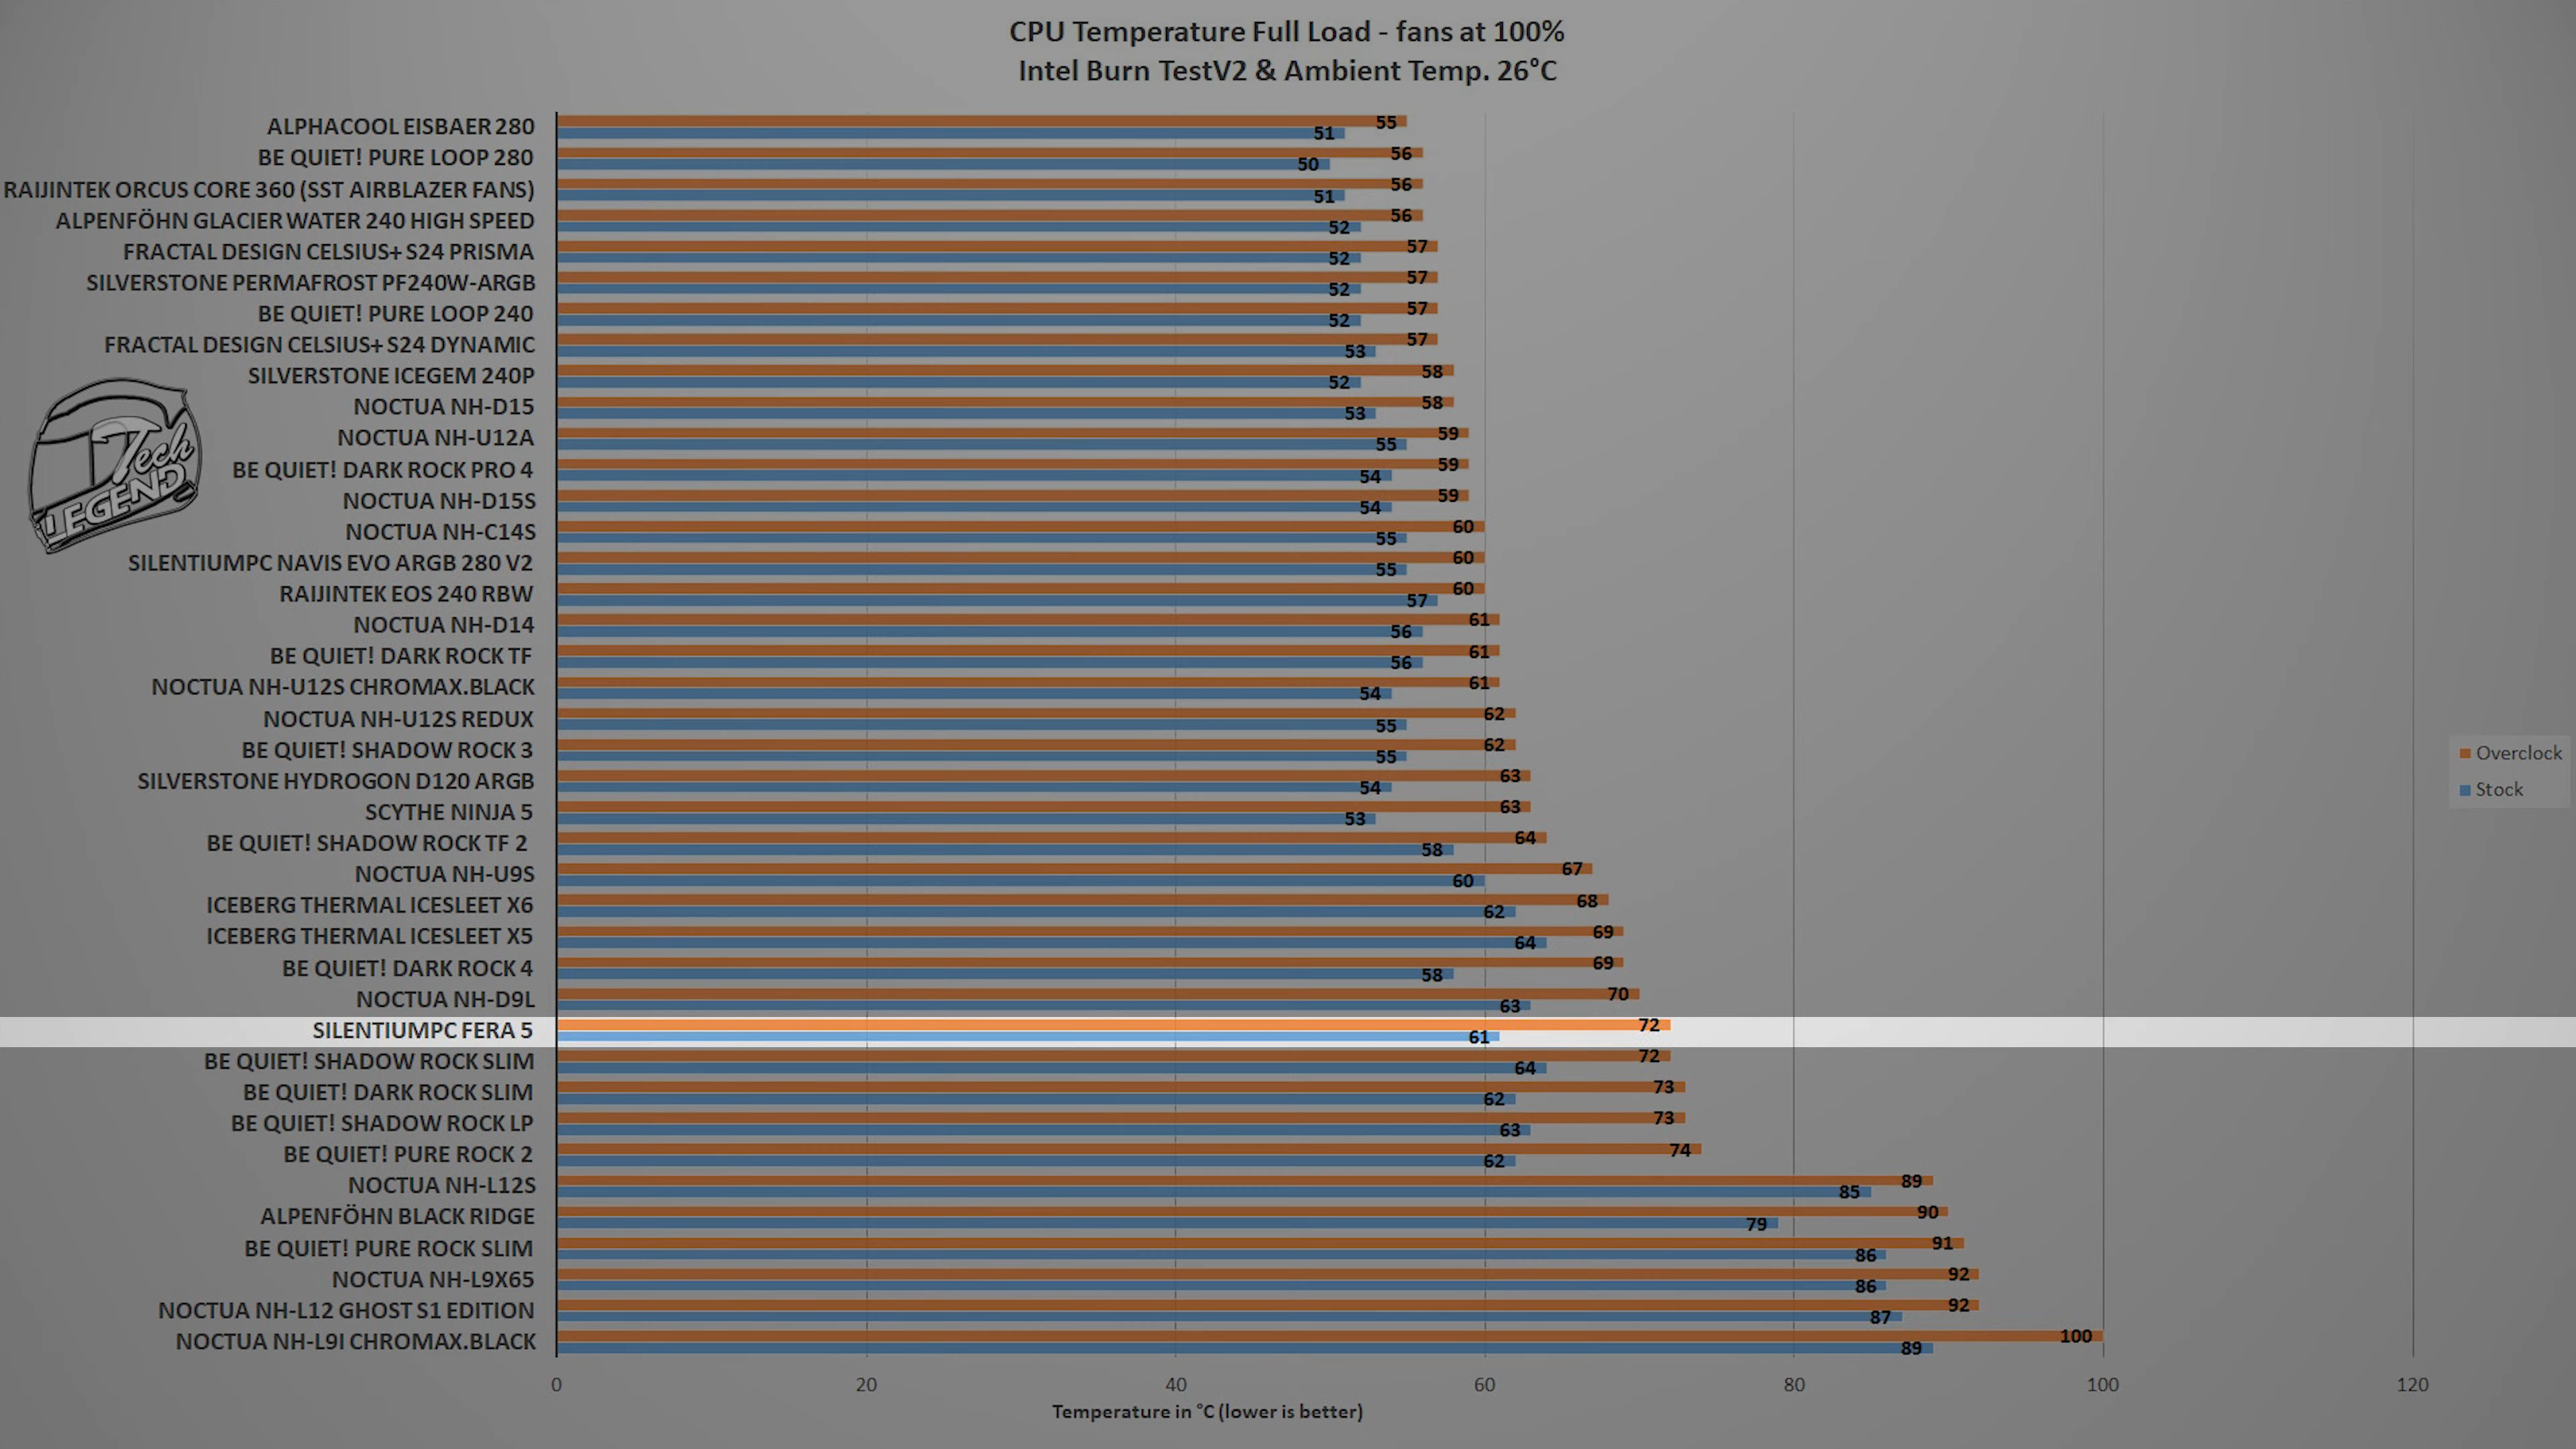 CPU Temperature Full Load - fans at 100%
Intel Burn TestV2 & Ambient Temp. 26°C
ALPHACOOL EISBAER 280 55 51
BE QUIET! PURE LOOP 280 56 50
RAIJINTEK ORCUS CORE 360 (SST AIRBLAZER FANS) 56 51
ALPENFÖHN GLACIER WATER 240 HIGH SPEED 56 52
FRACTAL DESIGN CELSIUS+ S24 PRISMA 57 52
SILVERSTONE PERMAFROST PF240W-ARGB 57 52
BE QUIET! PURE LOOP 240 57 52
FRACTAL DESIGN CELSIUS+ S24 DYNAMIC 57 53
SILVERSTONE ICEGEM 240P 58 52
NOCTUA NH-D15 58 53
NOCTUA NH-U12A 59 55
BE QUIET! DARK ROCK PRO 4 59 54
NOCTUA NH-D15S 59 54
NOCTUA NH-C14S 60 55
SILENTIUMPC NAVIS EVO ARGB 280 V2 60 55
RAIJINTEK EOS 240 RBW 60 57
NOCTUA NH-D14 61 56
BE QUIET! DARK ROCK TF 61 56
NOCTUA NH-U12S CHROMAX.BLACK 61 54
NOCTUA NH-U12S REDUX 62 55
BE QUIET! SHADOW ROCK 3 62 55
SILVERSTONE HYDROGON D120 ARGB 63 54
SCYTHE NINJA 5 63 53
BE QUIET! SHADOW ROCK TF 2 64 58
NOCTUA NH-U9S 67 60
ICEBERG THERMAL ICESLEET X6 68 62
ICEBERG THERMAL ICESLEET X5 69 64
BE QUIET! DARK ROCK 4 69 58
NOCTUA NH-D9L 70 63
SILENTIUMPC FERA 5 72 61
BE QUIET! SHADOW ROCK SLIM 72 64
BE QUIET! DARK ROCK SLIM 73 62
BE QUIET! SHADOW ROCK LP 73 63
BE QUIET! PURE ROCK 2 74 62
NOCTUA NH-L12S 89 85
ALPENFÖHN BLACK RIDGE 90 79
BE QUIET! PURE ROCK SLIM 91 86
NOCTUA NH-L9X65 92 86
NOCTUA NH-L12 GHOST S1 EDITION 92 87
NOCTUA NH-L9I CHROMAX.BLACK 100 89
0 20 40 60 80 100 120
Temperature in °C (lower is better)
Overclock
Stock
Tech
LEGEND